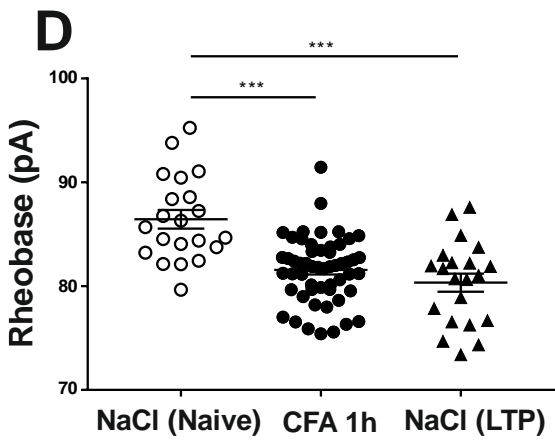 D
***
***
100
90
80
70
Rheobase (pA)
NaCl (Naive) CFA 1h NaCl (LTP)